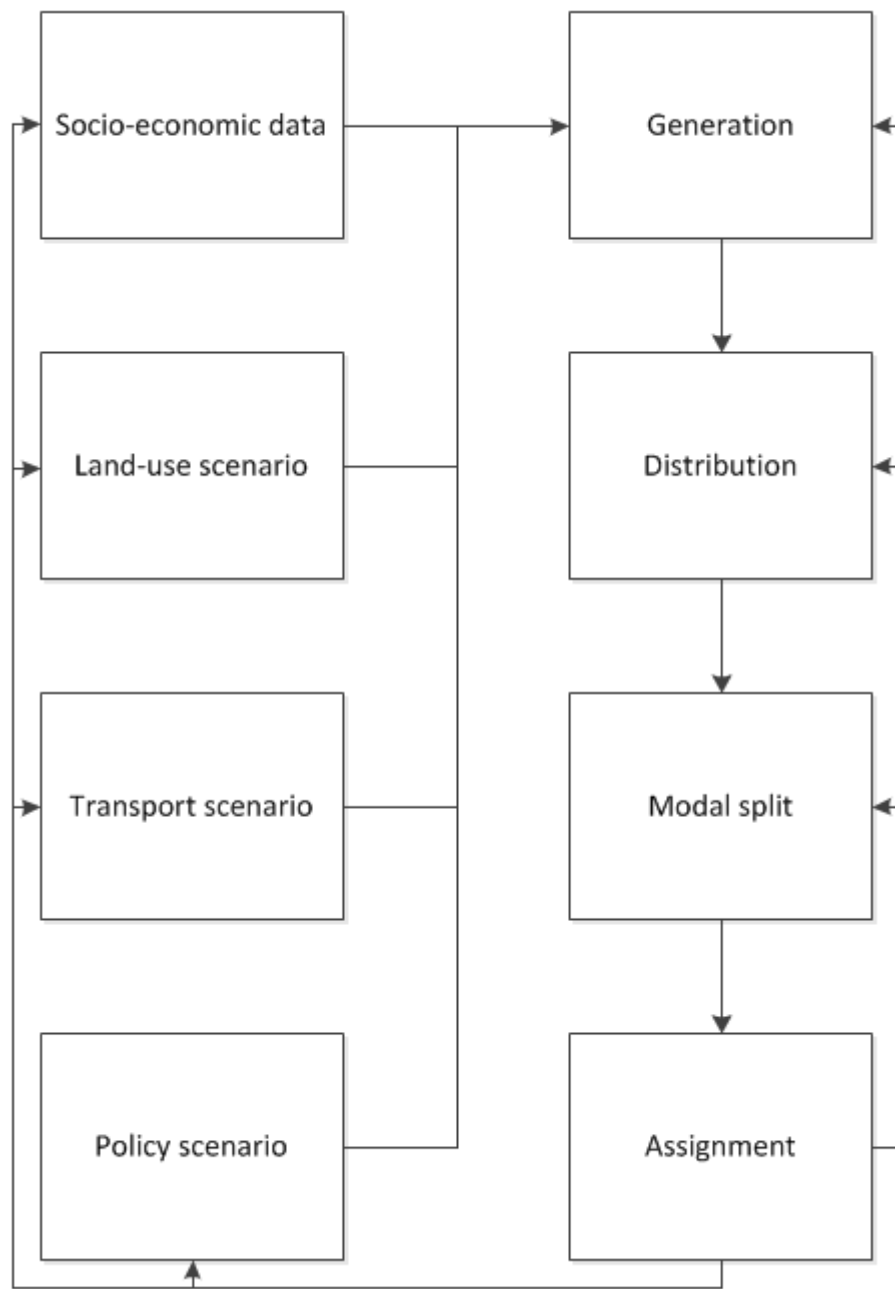 Socio-economic data
Generation
Land-use scenario
Distribution
Transport scenario
Modal split
Policy scenario
Assignment